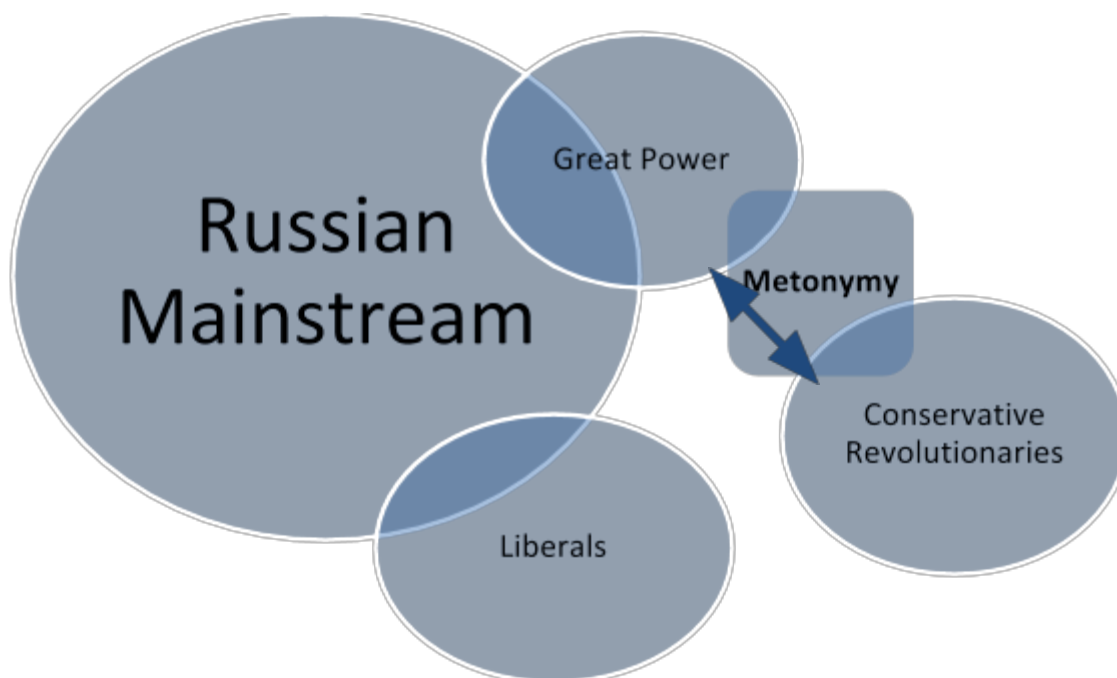 Russian
Mainstream
Great Power
Metonymy
Conservative
Revolutionaries
Liberals